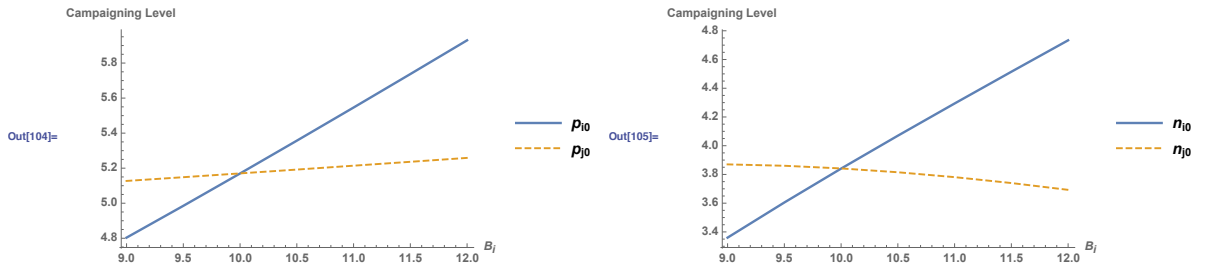 Campaigning Level
5.8
5.6
5.4
5.2
5.0
4.8
9.0 9.5 10.0 10.5 11.0 11.5 12.0
B_i
Out[104]=
p_i0
p_j0
Campaigning Level
4.8
4.6
4.4
4.2
4.0
3.8
3.6
3.4
9.0 9.5 10.0 10.5 11.0 11.5 12.0
B_i
Out[105]=
n_i0
n_j0